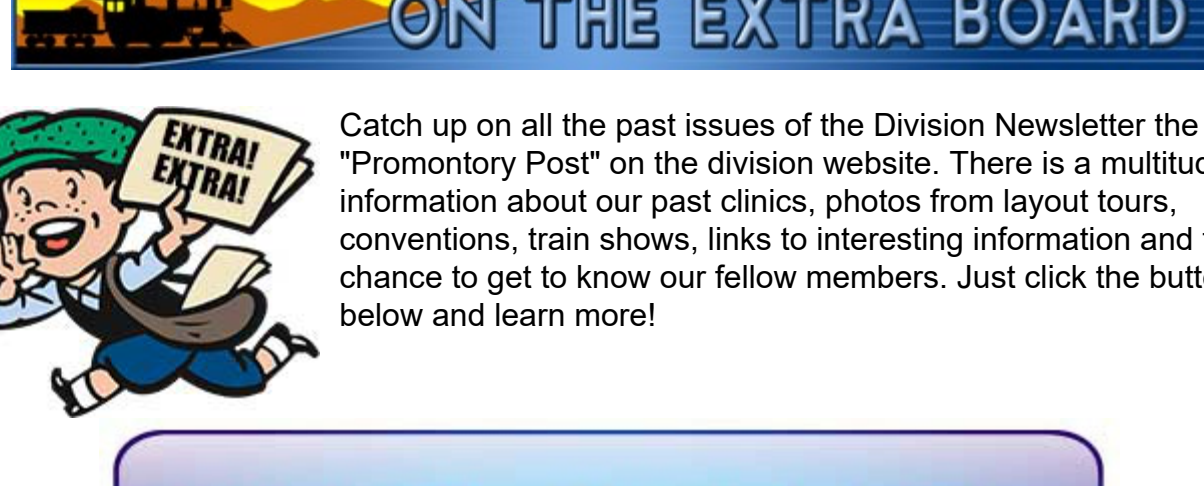 ON THE EXTRA BOARD
EXTRA!
EXTRA!
Catch up on all the past issues of the Division Newsletter the
"Promontory Post" on the division website. There is a
information about our past clinics, photos from layout tours,
conventions, train shows, links to interesting information and
chance to get to know our fellow members. Just click the
below and learn more!